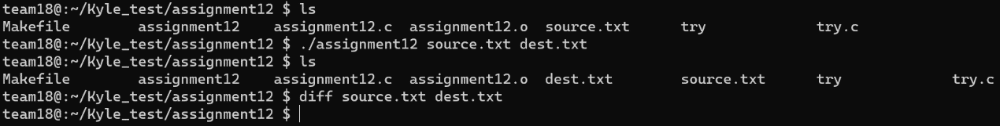 team18@:~/Kyle_test/assignment12 $ ls
Makefile assignment12 assignment12.c assignment12.o source.txt try try.c
team18@:~/Kyle_test/assignment12 $ ./assignment12 source.txt dest.txt
team18@:~/Kyle_test/assignment12 $ ls
Makefile assignment12 assignment12.c assignment12.o dest.txt source.txt try try.c
team18@:~/Kyle_test/assignment12 $ diff source.txt dest.txt
team18@:~/Kyle_test/assignment12 $